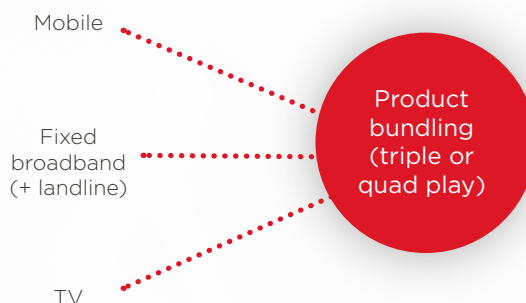 Mobile
Fixed
broadband
(+ landline)
TV
Product
bundling
(triple or
quad play)